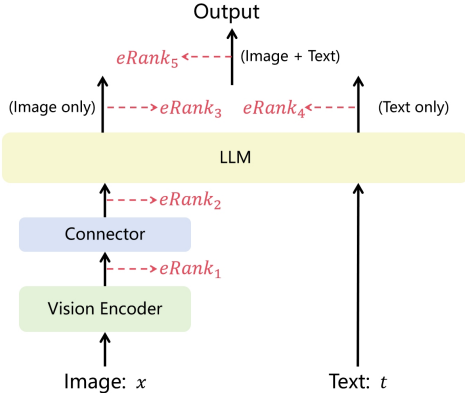 Output
eRank₅ (Image + Text)
(Image only) eRank₃ eRank₄ (Text only)
LLM
eRank₂
Connector
eRank₁
Vision Encoder
Image: x Text: t